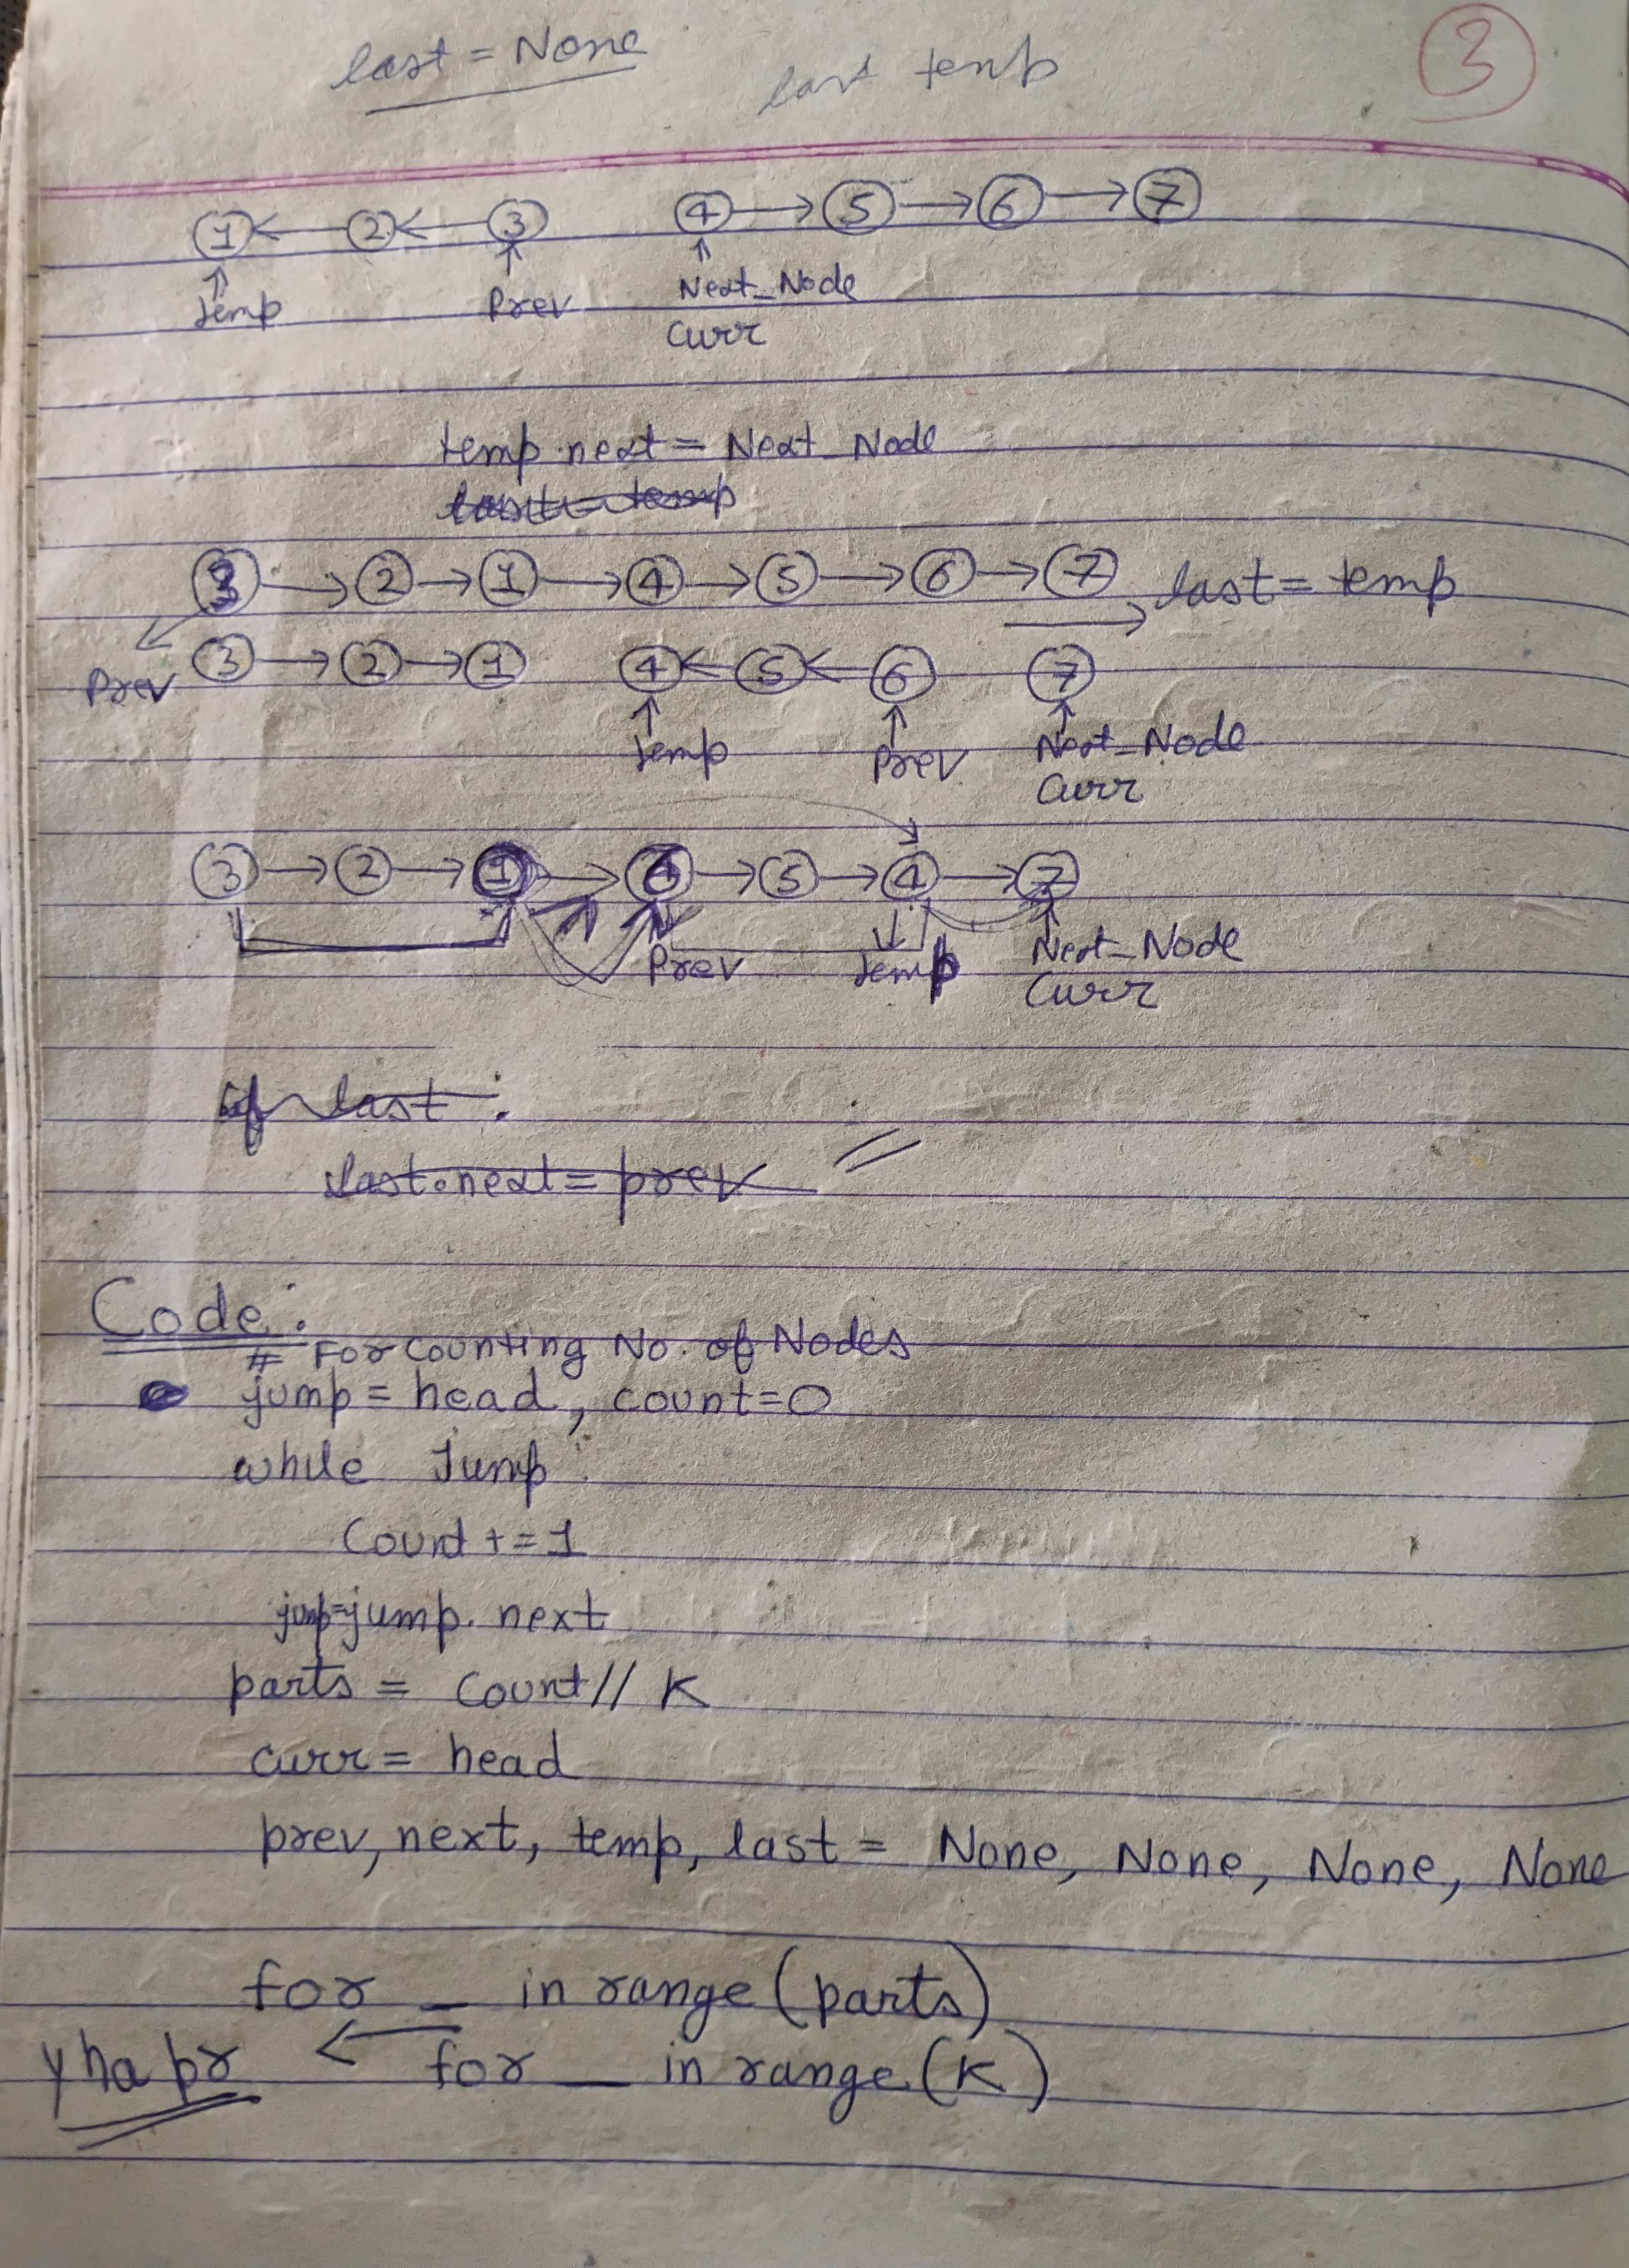 last = None
last temp
3
1 ← 2 ← 3 4 → 5 → 6 → 7
↑ ↑ ↑
Temp Prev Next_Node
Curr
temp.next = Next_Node
last = temp
3 → 2 → 1 → 4 → 5 → 6 → 7 last = temp
Prev 3 → 2 → 1 4 ← 5 ← 6 7
↑ ↑ ↑
Temp Prev Next_Node
Curr
3 → 2 → 1 → 6 → 5 → 4 → 7
Prev Temp Next_Node
Curr
if last :
last.next = prev //
Code :
# For Counting No. of Nodes
jump = head, count=0
while Jump :
Count += 1
jump=jump.next
parts = Count // K
curr = head
prev, next, temp, last = None, None, None, None
for _ in range (parts)
yha pr ← for _ in range (K)